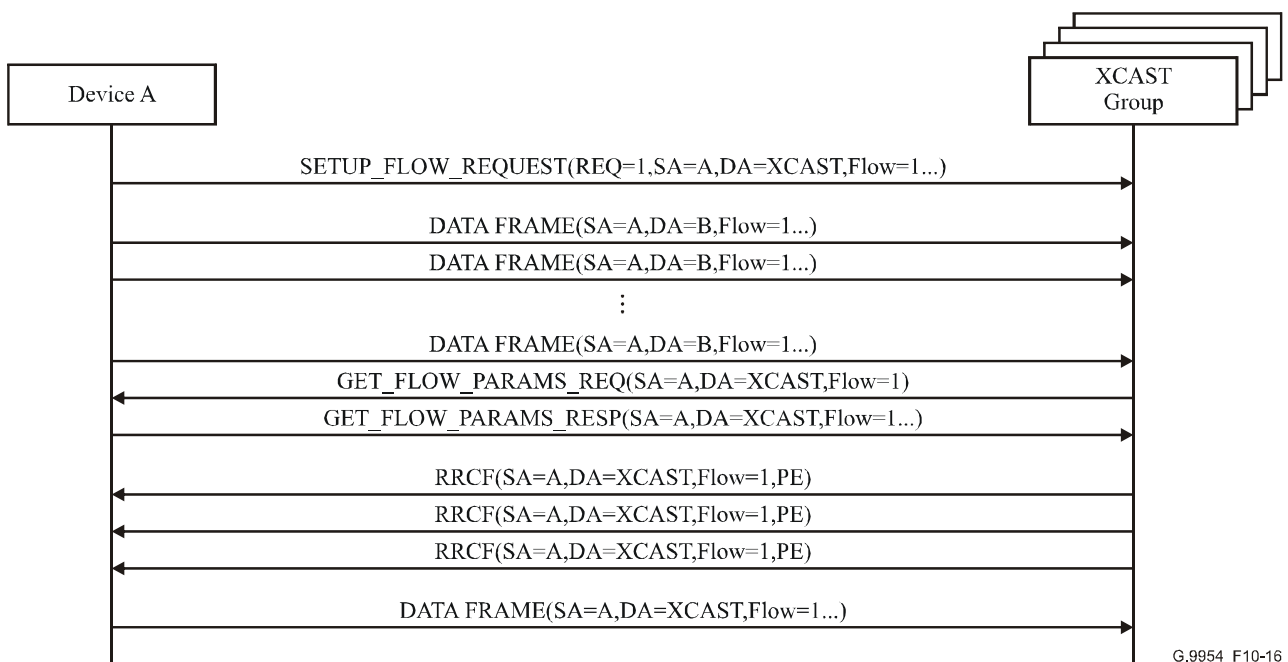 Device A
XCAST
Group
SETUP_FLOW_REQUEST(REQ=1,SA=A,DA=XCAST,Flow=1...)
DATA FRAME(SA=A,DA=B,Flow=1...)
DATA FRAME(SA=A,DA=B,Flow=1...)
⋮
DATA FRAME(SA=A,DA=B,Flow=1...)
GET_FLOW_PARAMS_REQ(SA=A,DA=XCAST,Flow=1)
GET_FLOW_PARAMS_RESP(SA=A,DA=XCAST,Flow=1...)
RRCF(SA=A,DA=XCAST,Flow=1,PE)
RRCF(SA=A,DA=XCAST,Flow=1,PE)
RRCF(SA=A,DA=XCAST,Flow=1,PE)
DATA FRAME(SA=A,DA=XCAST,Flow=1...)
G.9954_F10-16